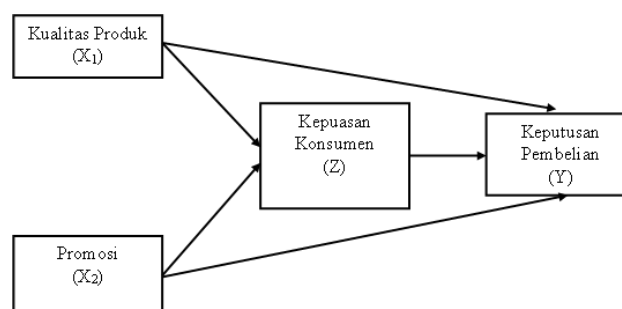 Kualitas Produk
(X₁)
Kepuasan
Konsumen
(Z)
Keputusan
Pembelian
(Y)
Promosi
(X₂)